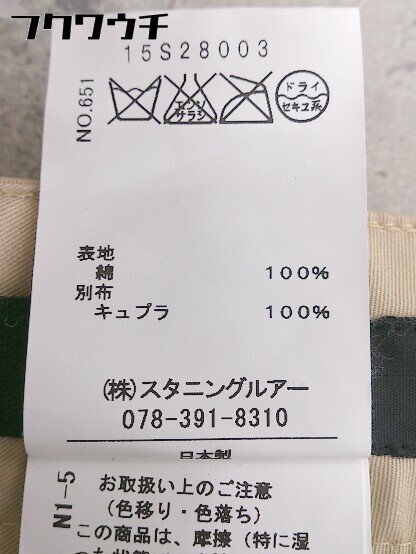 フクワウチ
15S28003
NO.651
エンソ
サラシ
ドライ
セキユ系
表地
綿 100%
別布
キュプラ 100%
(株)スタニングルアー
078-391-8310
日本製
N1-5
お取扱い上のご注意
(色移り・色落ち)
この商品は、摩擦(特に湿